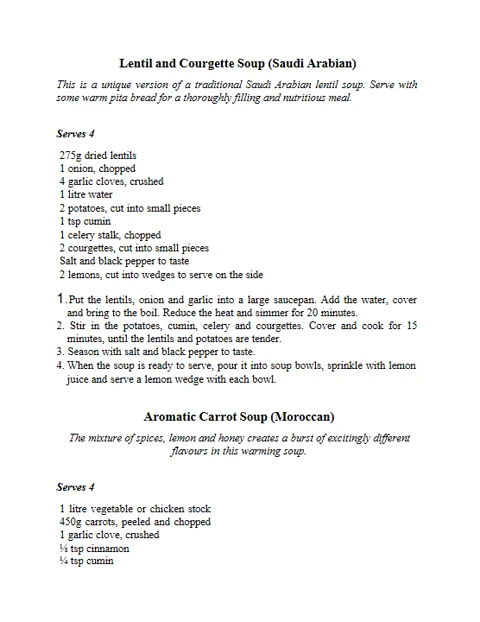 Lentil and Courgette Soup (Saudi Arabian)
This is a unique version of a traditional Saudi Arabian lentil soup. Serve with
some warm pita bread for a thoroughly filling and nutritious meal.
Serves 4
275g dried lentils
1 onion, chopped
4 garlic cloves, crushed
1 litre water
2 potatoes, cut into small pieces
1 tsp cumin
1 celery stalk, chopped
2 courgettes, cut into small pieces
Salt and black pepper to taste
2 lemons, cut into wedges to serve on the side
1. Put the lentils, onion and garlic into a large saucepan. Add the water, cover
and bring to the boil. Reduce the heat and simmer for 20 minutes.
2. Stir in the potatoes, cumin, celery and courgettes. Cover and cook for 15
minutes, until the lentils and potatoes are tender.
3. Season with salt and black pepper to taste.
4. When the soup is ready to serve, pour it into soup bowls, sprinkle with lemon
juice and serve a lemon wedge with each bowl.
Aromatic Carrot Soup (Moroccan)
The mixture of spices, lemon and honey creates a burst of excitingly different
flavours in this warming soup.
Serves 4
1 litre vegetable or chicken stock
450g carrots, peeled and chopped
1 garlic clove, crushed
½ tsp cinnamon
¼ tsp cumin